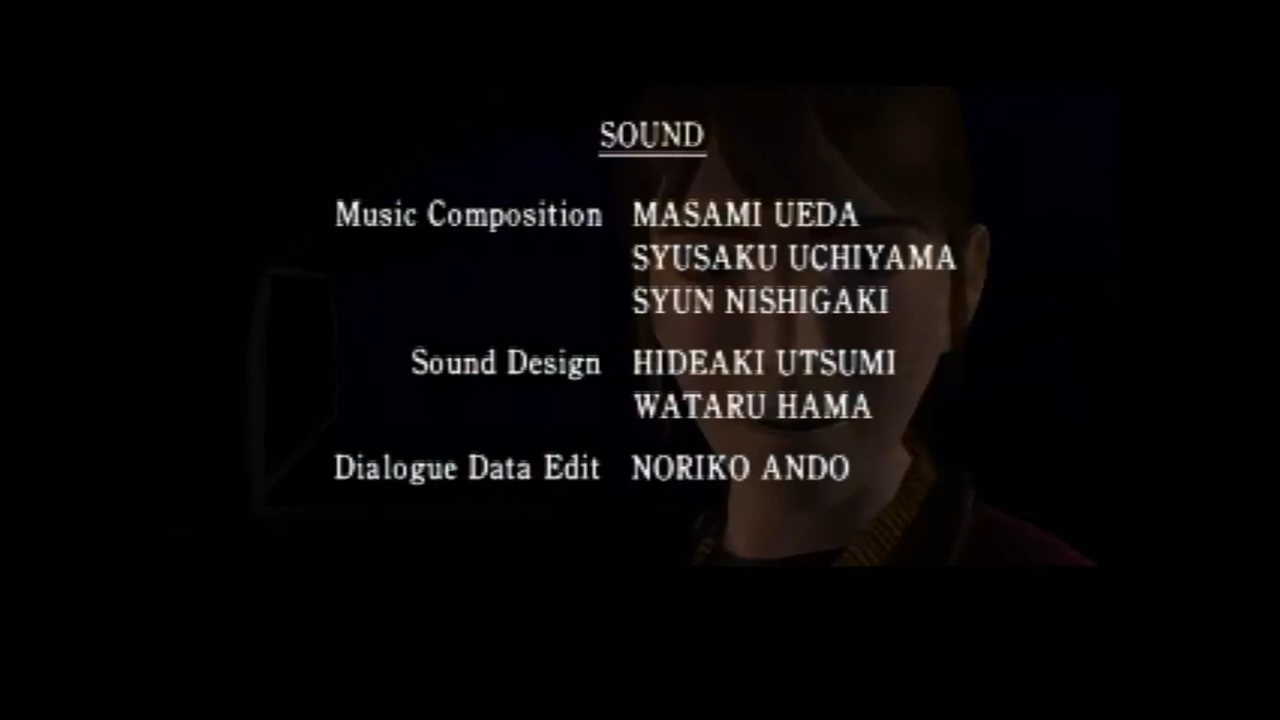 SOUND
Music Composition MASAMI UEDA
SYUSAKU UCHIYAMA
SYUN NISHIGAKI
Sound Design HIDEAKI UTSUMI
WATARU HAMA
Dialogue Data Edit NORIKO ANDO